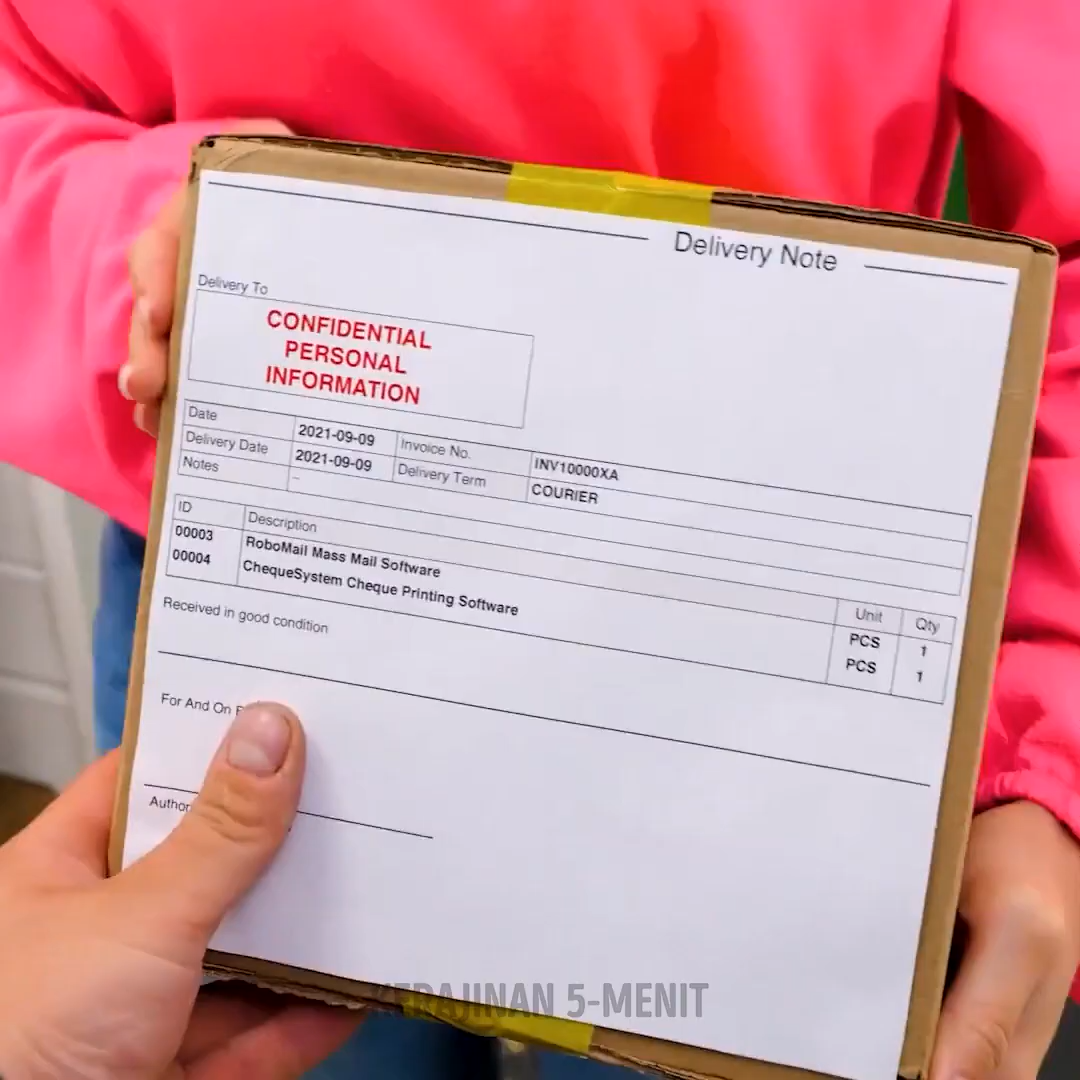 Delivery Note
Delivery To
CONFIDENTIAL
PERSONAL
INFORMATION
Date 2021-09-09 Invoice No. INV10000XA
Delivery Date 2021-09-09 Delivery Term COURIER
Notes –
ID Description Unit Qty
00003 RoboMail Mass Mail Software PCS 1
00004 ChequeSystem Cheque Printing Software PCS 1
Received in good condition
For And On
KERAJINAN 5-MENIT